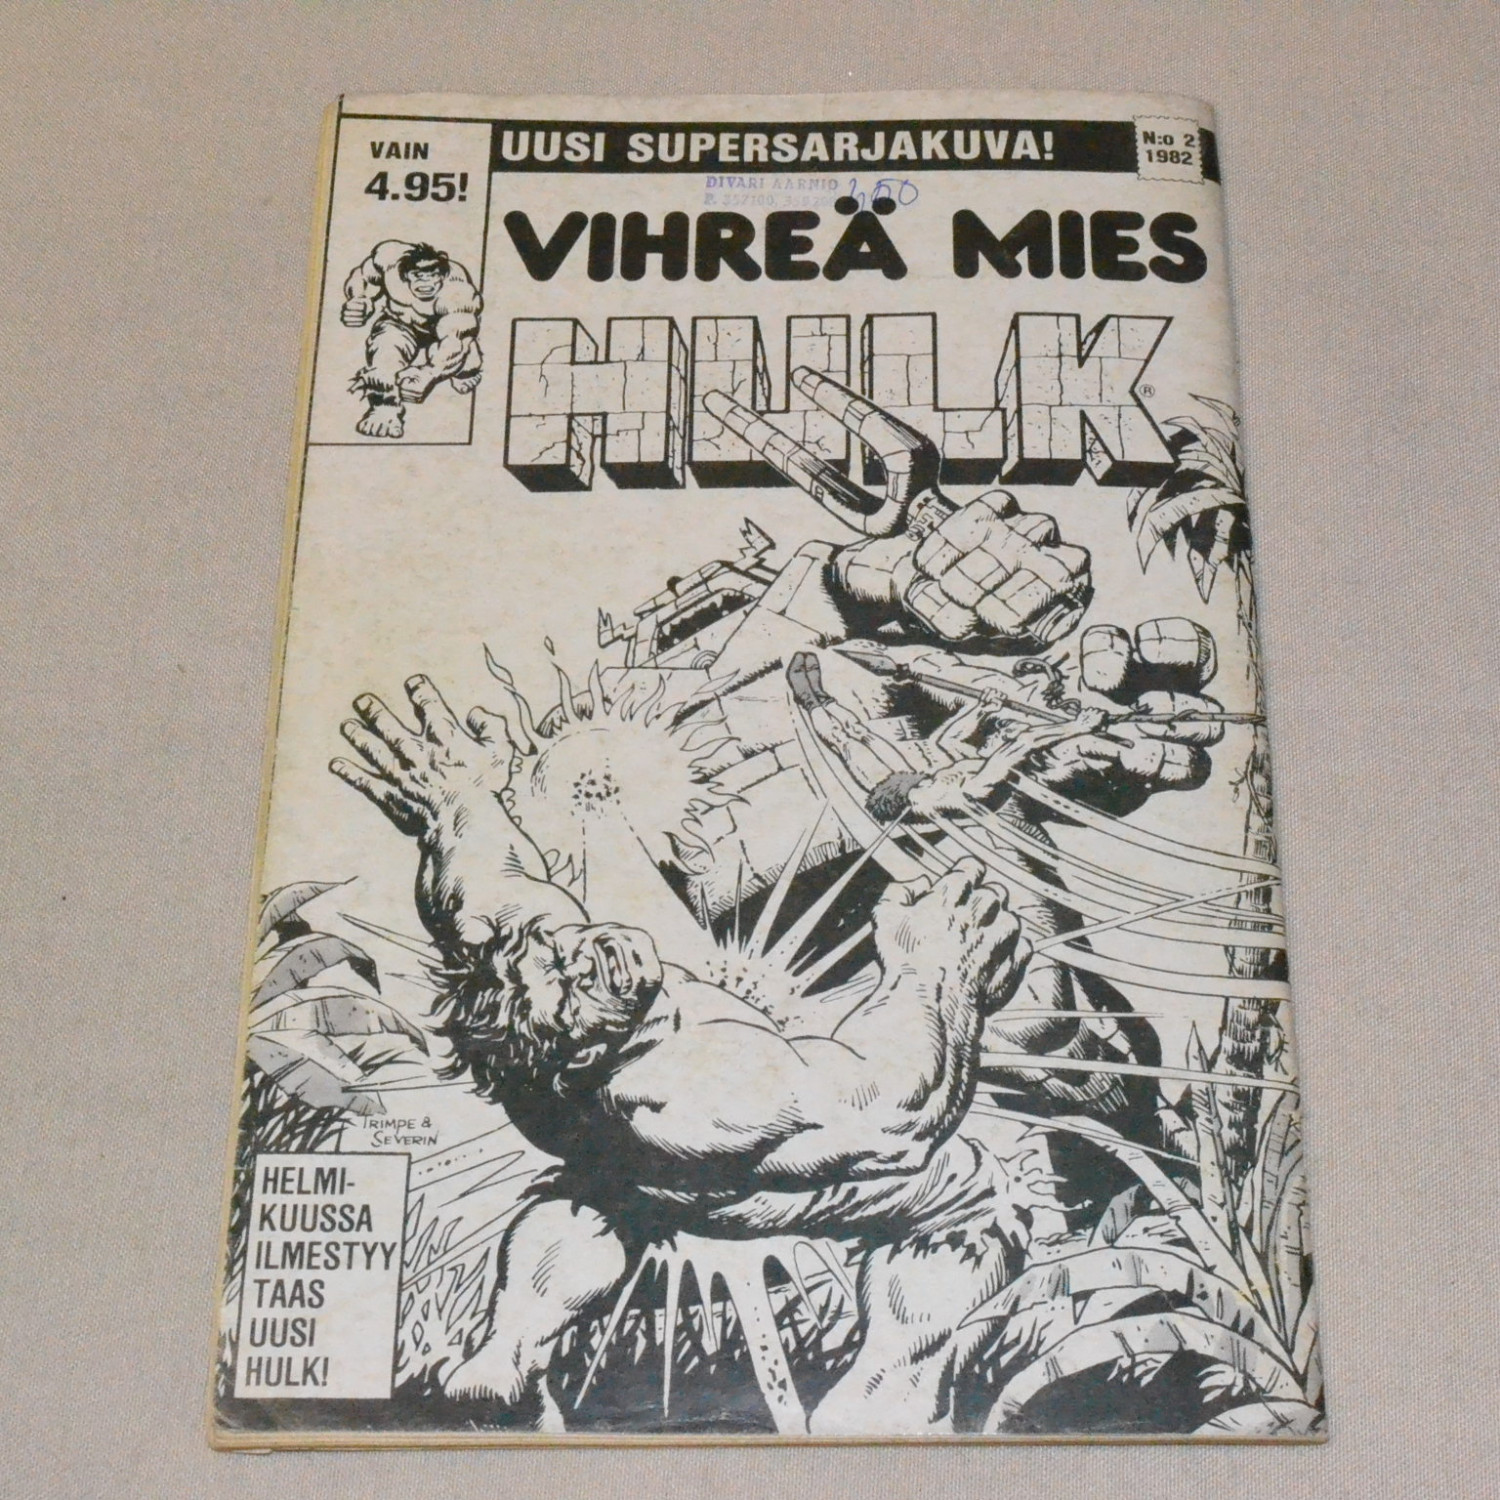 VAIN
4.95!
UUSI SUPERSARJAKUVA!
N:o 2
1982
DIVARI AARNIO
VIHREÄ MIES
HULK®
TRIMPE &
SEVERIN
HELMI-
KUUSSA
ILMESTYY
TAAS
UUSI
HULK!